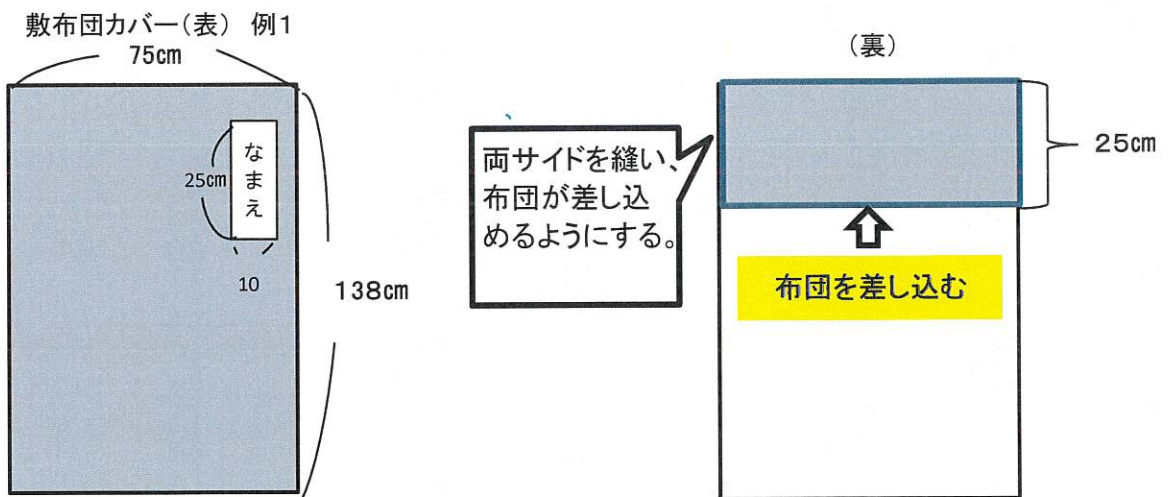 敷布団カバー(表) 例1
75cm
な
ま
え
25cm
10
138cm
(裏)
両サイドを縫い、
布団が差し込
めるようにする。
25cm
布団を差し込む